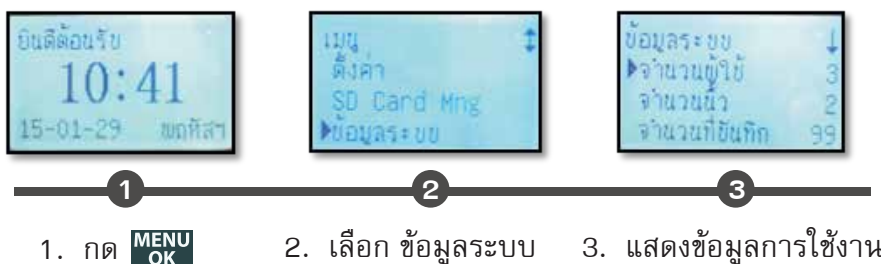 ยินดีต้อนรับ
10:41
15-01-29 พฤหัสฯ
เมนู
ตั้งค่า
SD Card Mng
ข้อมูลระบบ
ข้อมูลระบบ
จำนวนผู้ใช้ 3
จำนวนนิ้ว 2
จำนวนที่บันทึก 99
1
2
3
1. กด MENU OK
2. เลือก ข้อมูลระบบ
3. แสดงข้อมูลการใช้งาน